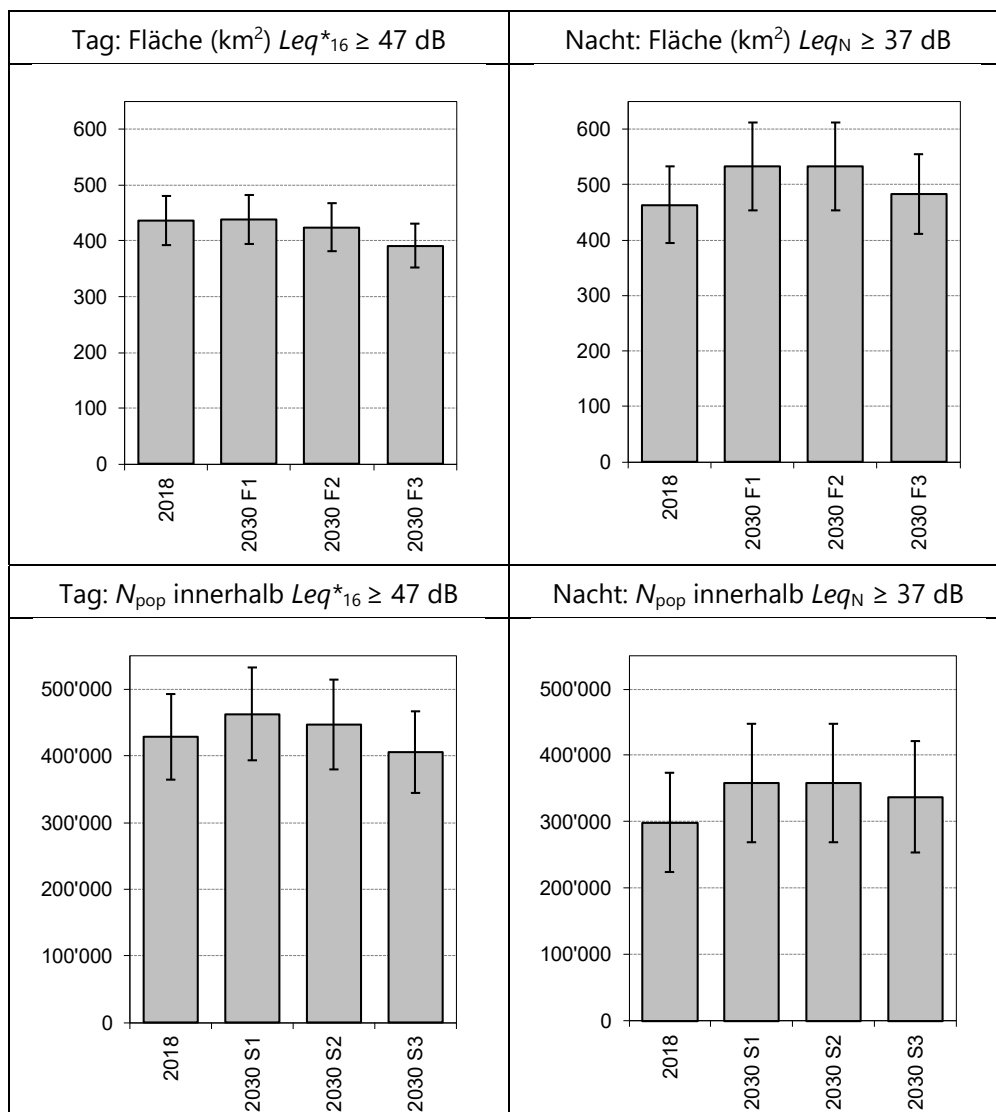 Tag: Fläche (km²) Leq*16 ≥ 47 dB
Nacht: Fläche (km²) LeqN ≥ 37 dB
600
500
400
300
200
100
0
2018
2030 F1
2030 F2
2030 F3
600
500
400
300
200
100
0
2018
2030 F1
2030 F2
2030 F3
Tag: Npop innerhalb Leq*16 ≥ 47 dB
Nacht: Npop innerhalb LeqN ≥ 37 dB
500'000
400'000
300'000
200'000
100'000
0
2018
2030 S1
2030 S2
2030 S3
500'000
400'000
300'000
200'000
100'000
0
2018
2030 S1
2030 S2
2030 S3